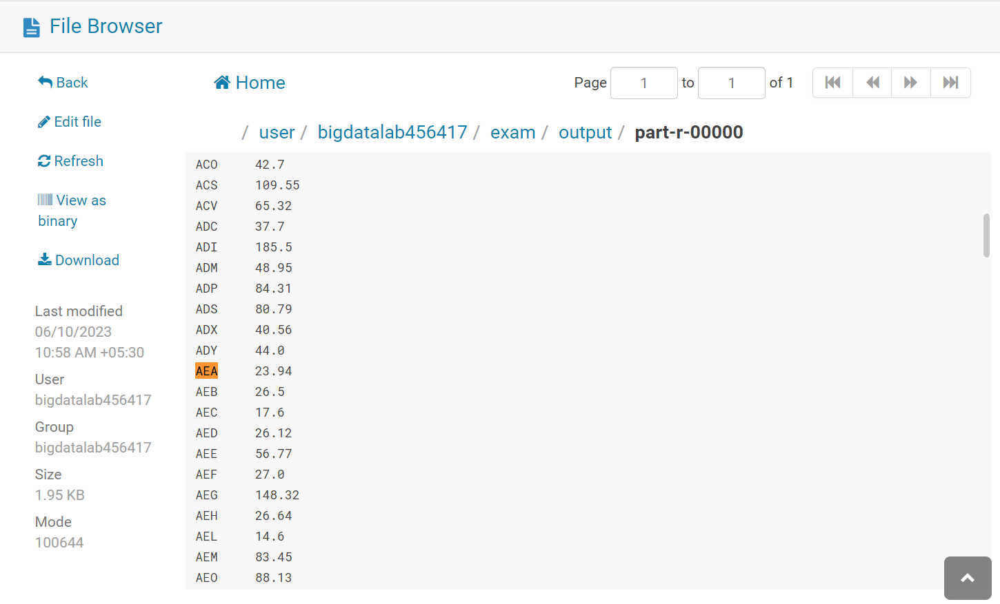 File Browser
Back
Edit file
Refresh
View as
binary
Download
Last modified
06/10/2023
10:58 AM +05:30
User
bigdatalab456417
Group
bigdatalab456417
Size
1.95 KB
Mode
100644
Home
Page 1 to 1 of 1
/ user / bigdatalab456417 / exam / output / part-r-00000
ACO 42.7
ACS 109.55
ACV 65.32
ADC 37.7
ADI 185.5
ADM 48.95
ADP 84.31
ADS 80.79
ADX 40.56
ADY 44.0
AEA 23.94
AEB 26.5
AEC 17.6
AED 26.12
AEE 56.77
AEF 27.0
AEG 148.32
AEH 26.64
AEL 14.6
AEM 83.45
AEO 88.13